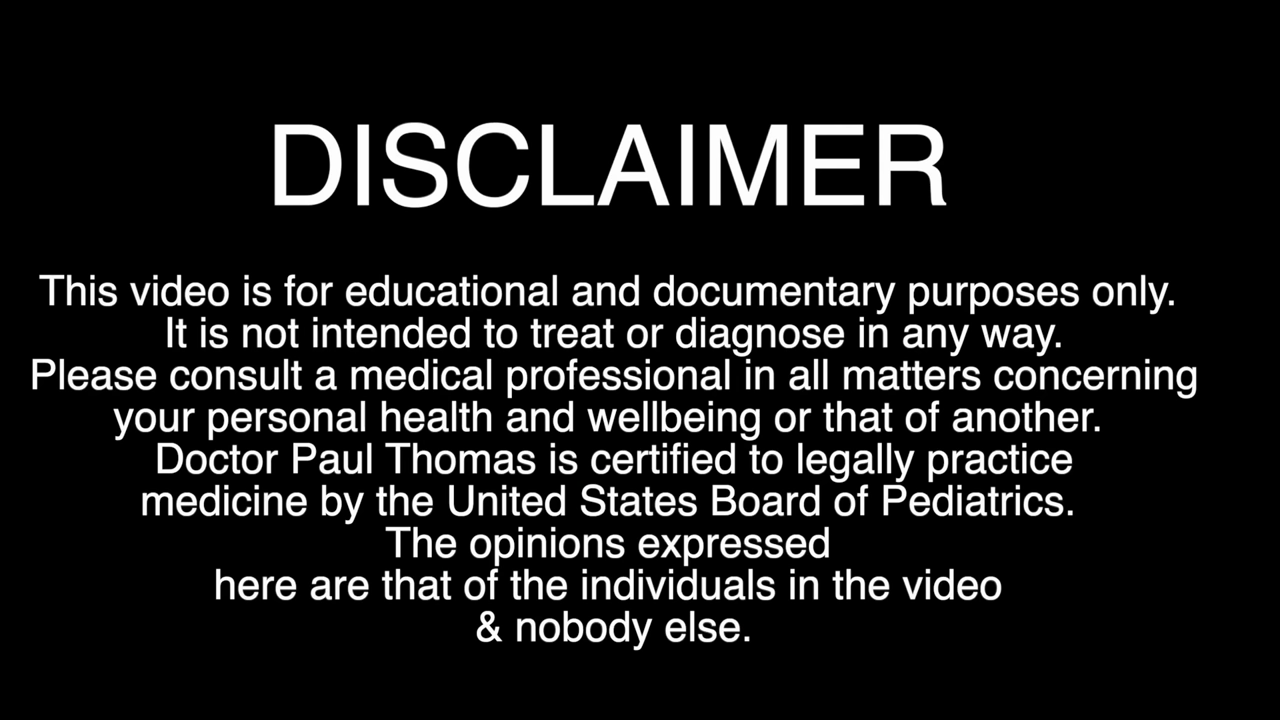 DISCLAIMER
This video is for educational and documentary purposes only.
It is not intended to treat or diagnose in any way.
Please consult a medical professional in all matters concerning
your personal health and wellbeing or that of another.
Doctor Paul Thomas is certified to legally practice
medicine by the United States Board of Pediatrics.
The opinions expressed
here are that of the individuals in the video
& nobody else.